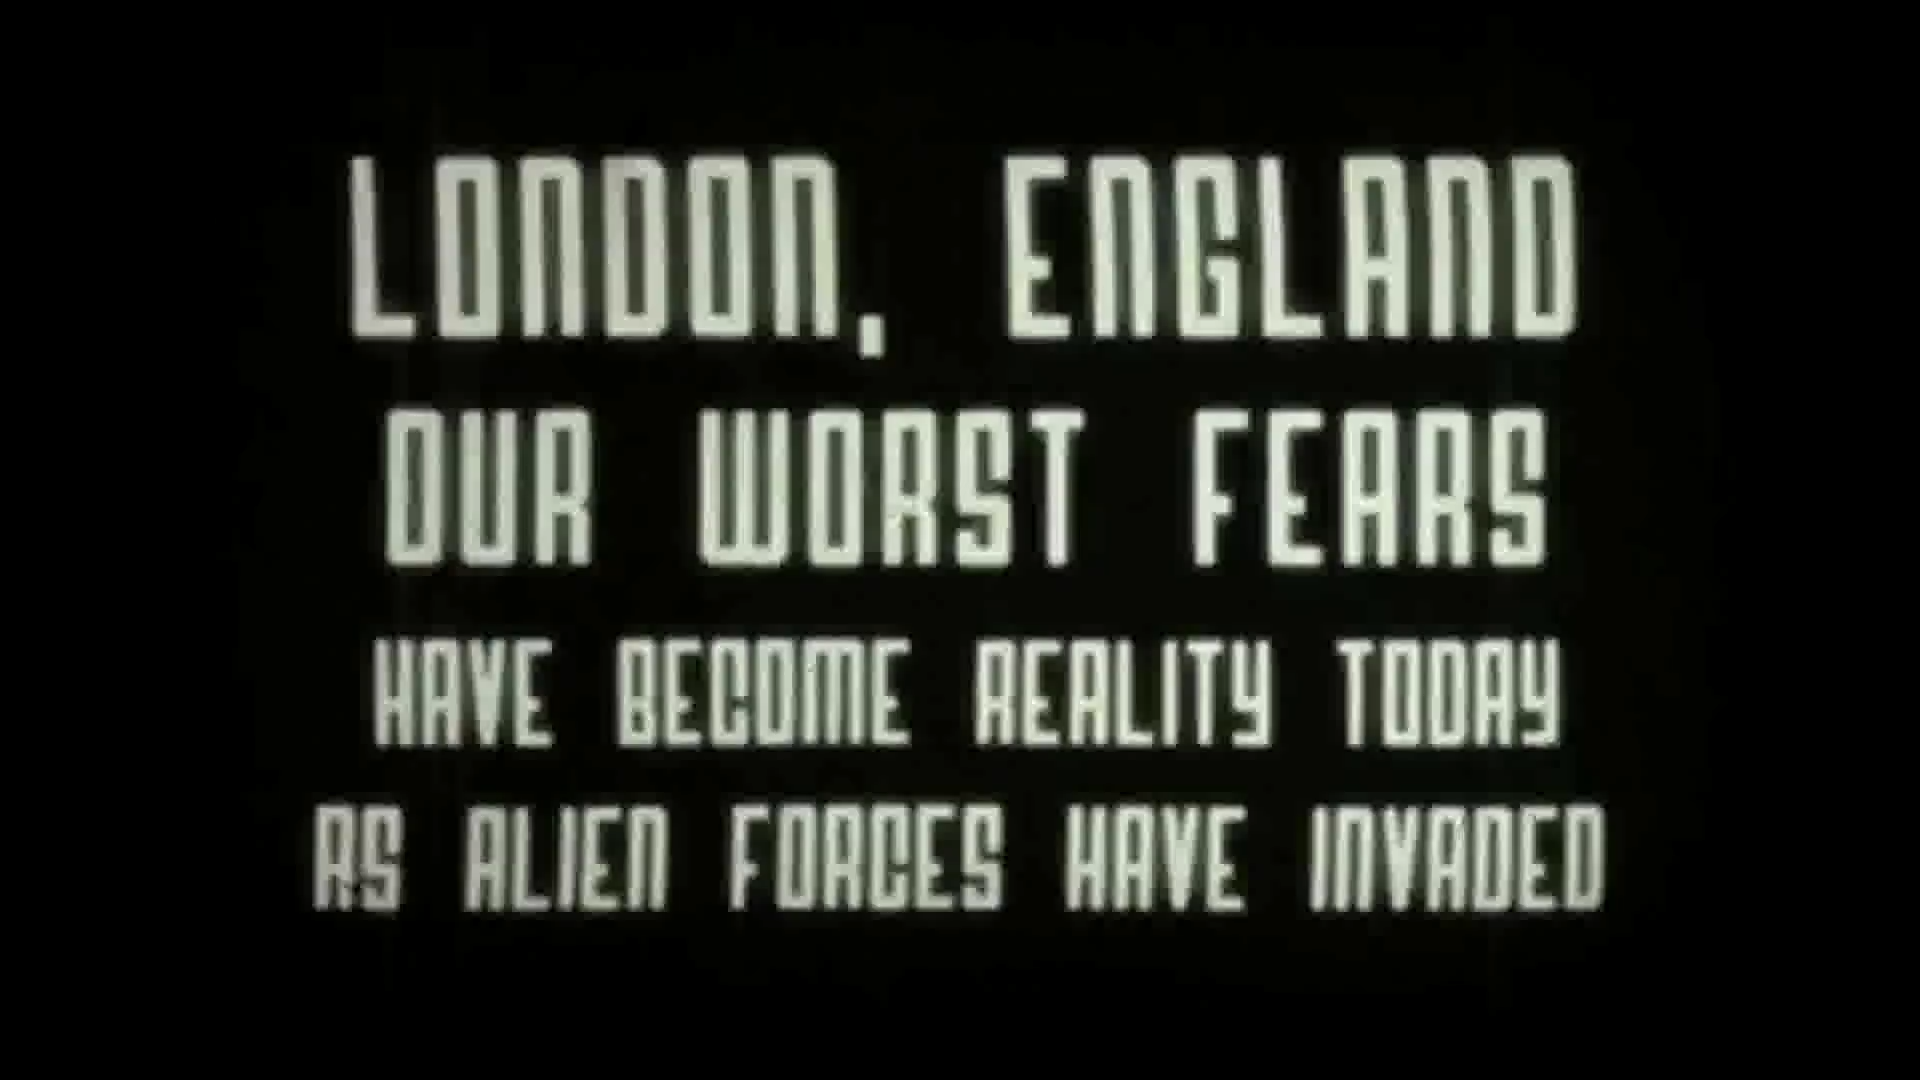 LONDON, ENGLAND
OUR WORST FEARS
HAVE BECOME REALITY TODAY
AS ALIEN FORCES HAVE INVADED